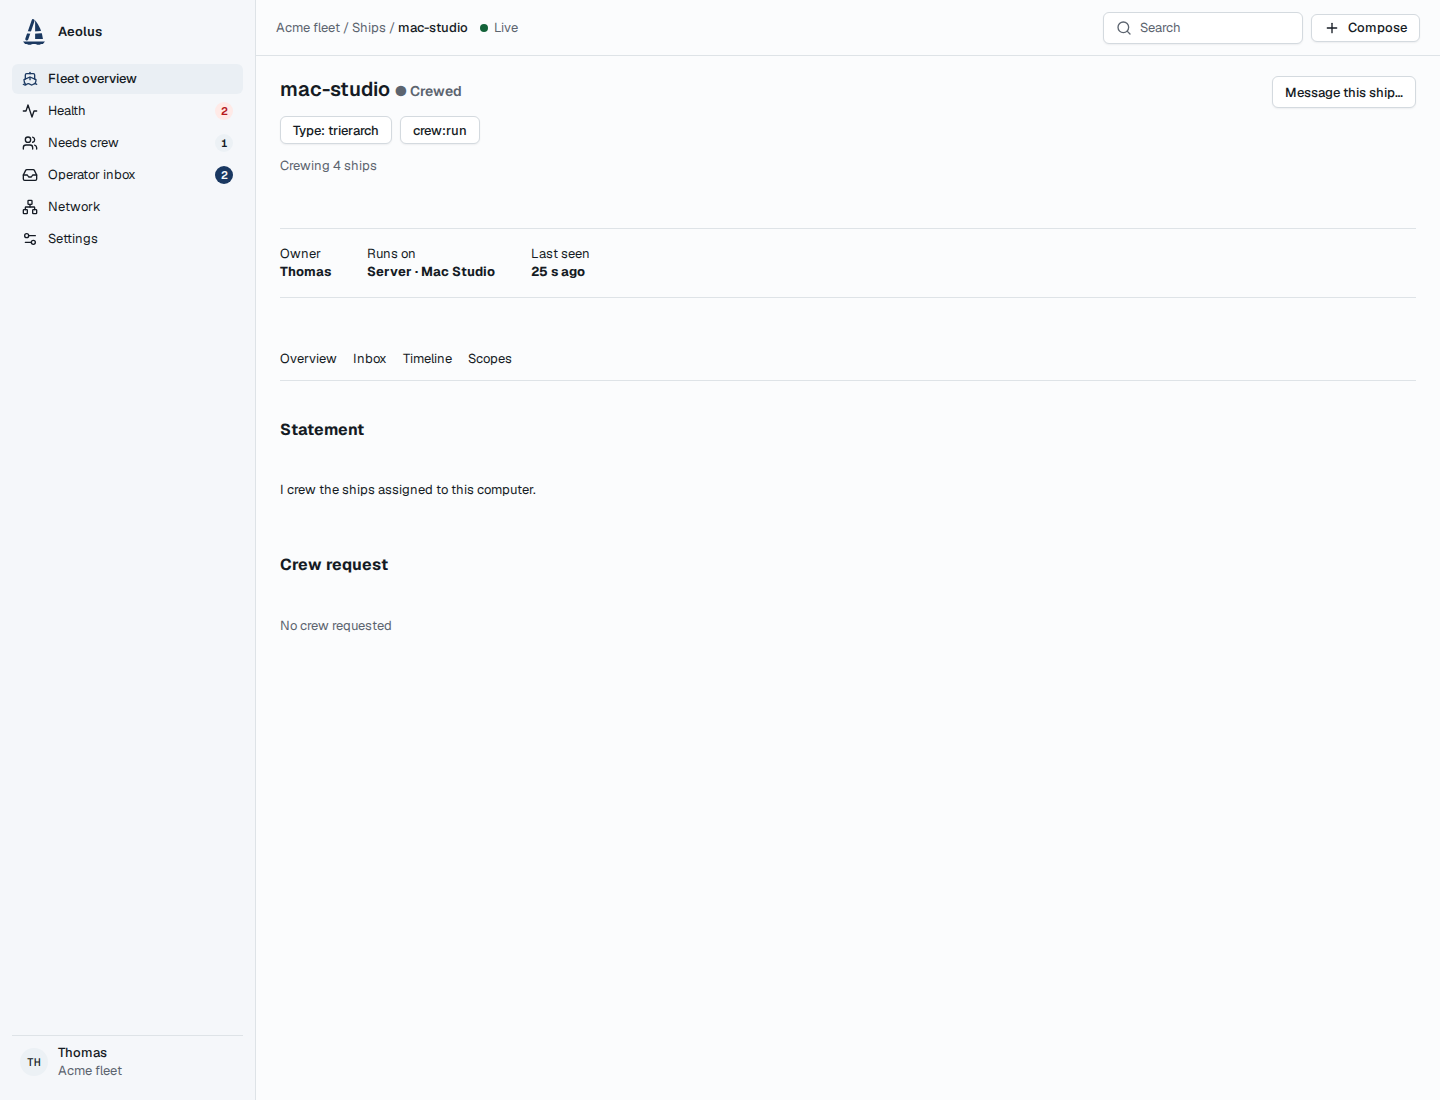 Aeolus
Fleet overview
Health 2
Needs crew 1
Operator inbox 2
Network
Settings
Thomas
TH
Acme fleet
Acme fleet / Ships / mac-studio Live
Search
Compose
mac-studio Crewed
Message this ship…
Type: trierarch
crew:run
Crewing 4 ships
Owner
Thomas
Runs on
Server · Mac Studio
Last seen
25 s ago
Overview Inbox Timeline Scopes
Statement
I crew the ships assigned to this computer.
Crew request
No crew requested